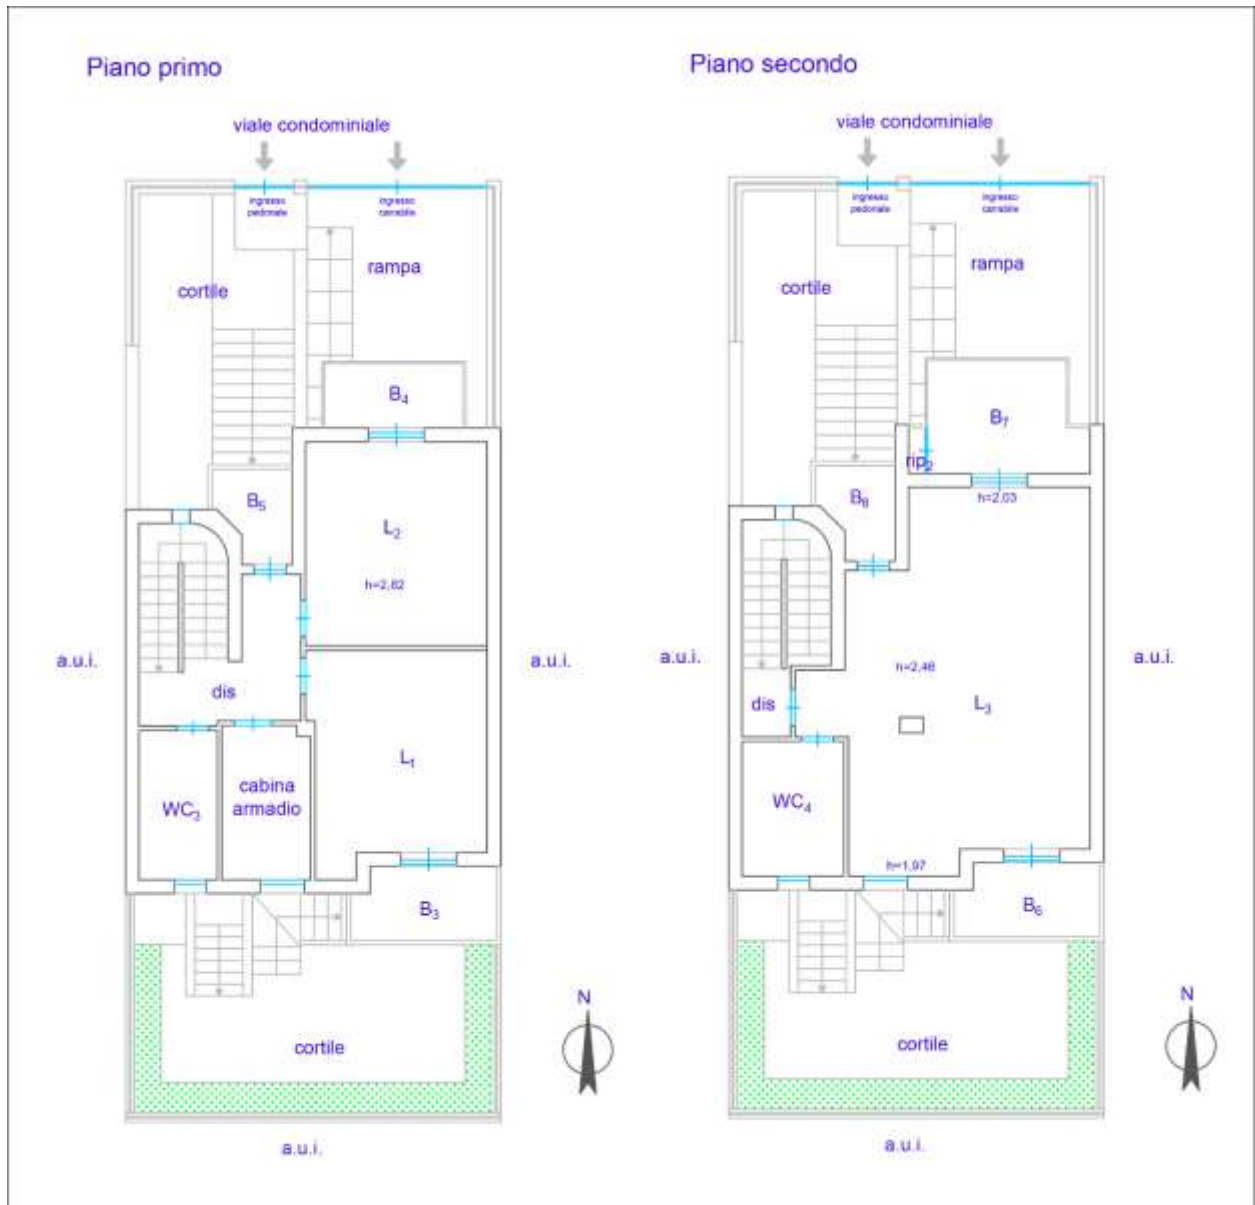 Piano primo
viale condominiale
ingresso
pedonale
ingresso
carrabile
rampa
cortile
B4
B5
L2
h=2,82
a.u.i.
a.u.i.
dis
L1
cabina
armadio
WC3
B3
cortile
N
a.u.i.
Piano secondo
viale condominiale
ingresso
pedonale
ingresso
carrabile
rampa
cortile
B7
rip2
h=2,03
B8
a.u.i.
a.u.i.
h=2,46
dis
L3
WC4
h=1,97
B6
cortile
N
a.u.i.